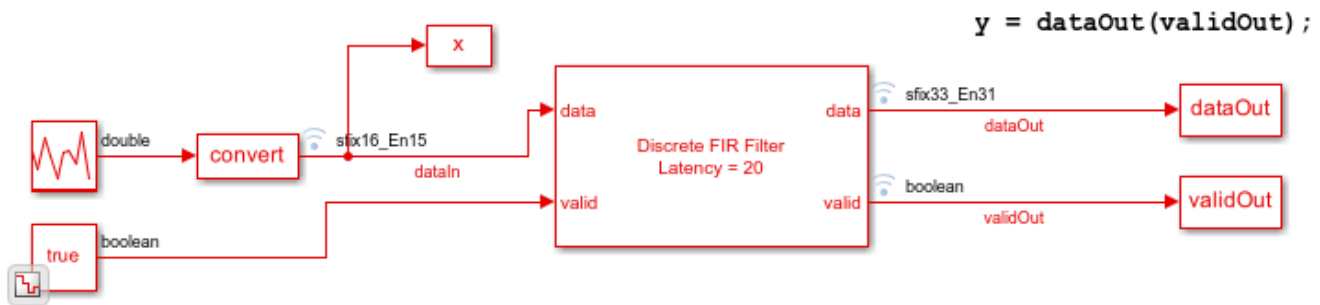 y = dataOut(validOut);
x
double
convert
sfix16_En15
dataIn
true
boolean
data
valid
Discrete FIR Filter
Latency = 20
data
valid
sfix33_En31
dataOut
dataOut
boolean
validOut
validOut